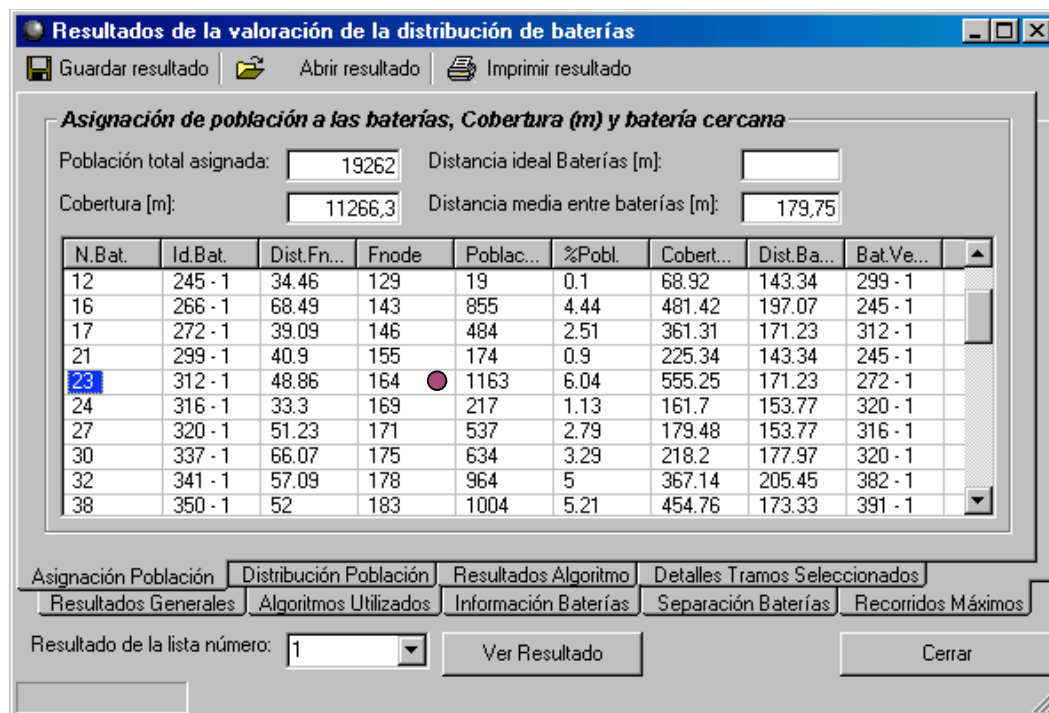 Resultados de la valoración de la distribución de baterías
Guardar resultado Abrir resultado Imprimir resultado
Asignación de población a las baterías, Cobertura (m) y batería cercana
Población total asignada: 19262 Distancia ideal Baterías [m]:
Cobertura [m]: 11266,3 Distancia media entre baterías [m]: 179,75
N.Bat. Id.Bat. Dist.Fn... Fnode Poblac... %Pobl. Cobert... Dist.Ba... Bat.Ve...
12 245 - 1 34.46 129 19 0.1 68.92 143.34 299 - 1
16 266 - 1 68.49 143 855 4.44 481.42 197.07 245 - 1
17 272 - 1 39.09 146 484 2.51 361.31 171.23 312 - 1
21 299 - 1 40.9 155 174 0.9 225.34 143.34 245 - 1
23 312 - 1 48.86 164 1163 6.04 555.25 171.23 272 - 1
24 316 - 1 33.3 169 217 1.13 161.7 153.77 320 - 1
27 320 - 1 51.23 171 537 2.79 179.48 153.77 316 - 1
30 337 - 1 66.07 175 634 3.29 218.2 177.97 320 - 1
32 341 - 1 57.09 178 964 5 367.14 205.45 382 - 1
38 350 - 1 52 183 1004 5.21 454.76 173.33 391 - 1
Asignación Población Distribución Población Resultados Algoritmo Detalles Tramos Seleccionados
Resultados Generales Algoritmos Utilizados Información Baterías Separación Baterías Recorridos Máximos
Resultado de la lista número: 1 Ver Resultado Cerrar